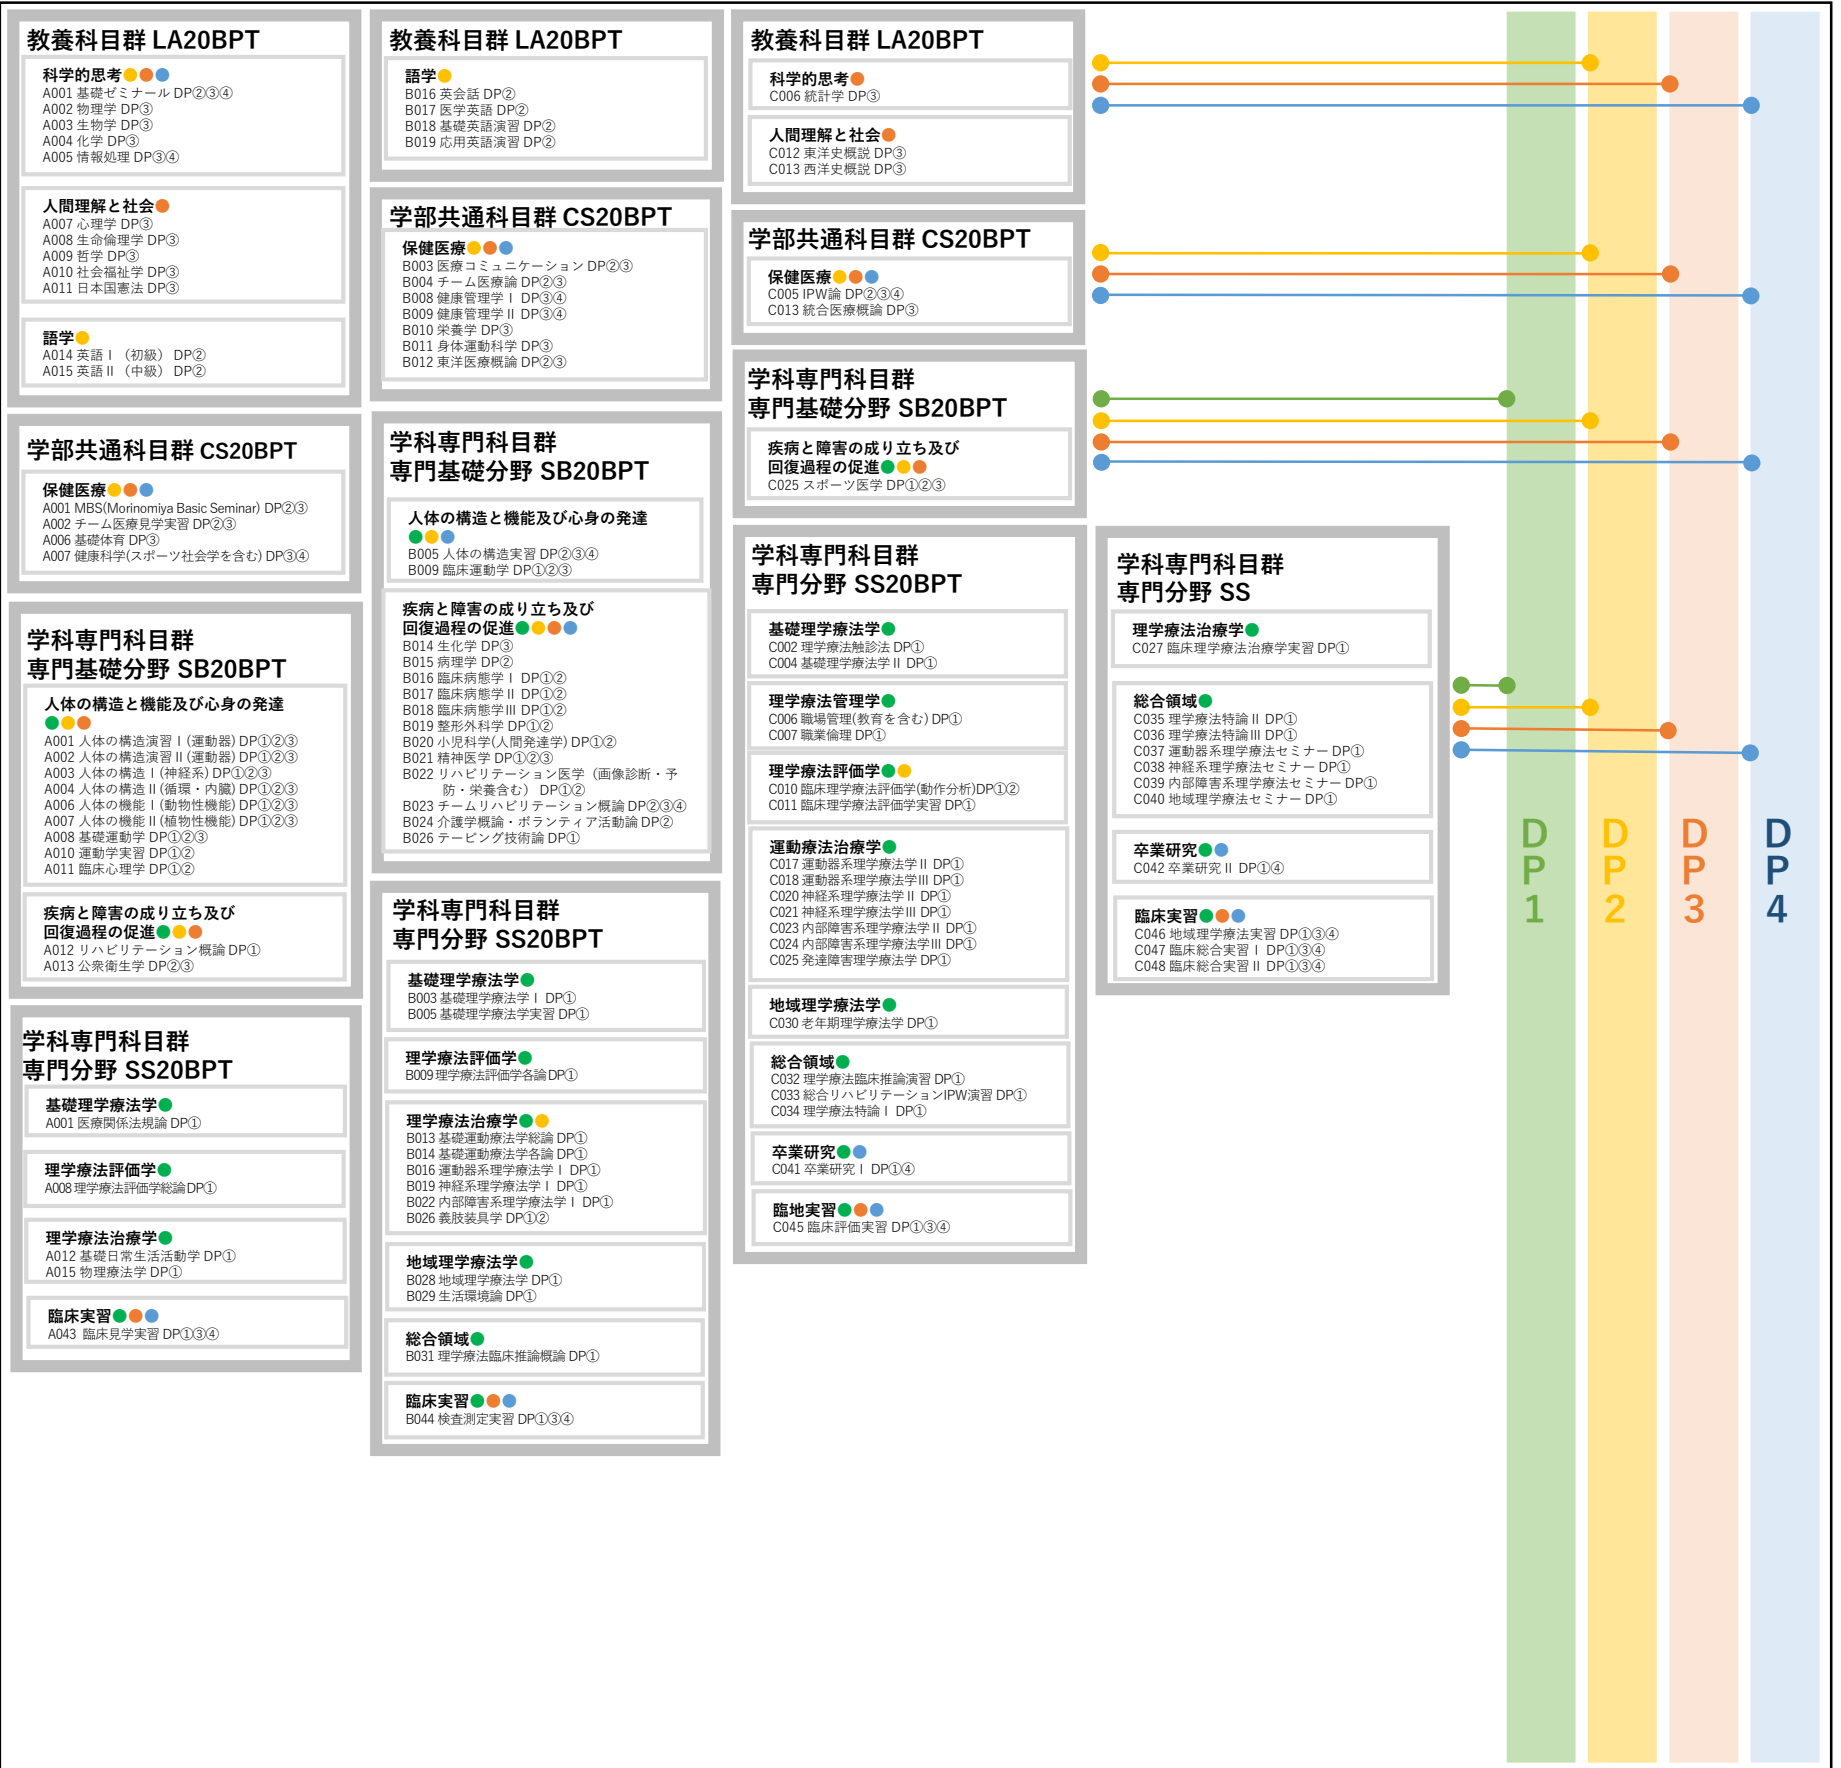 教養科目群 LA20BPT
科学的思考
A001 基礎ゼミナール DP②③④
A002 物理学 DP③
A003 生物学 DP③
A004 化学 DP③
A005 情報処理 DP③④
人間理解と社会
A007 心理学 DP③
A008 生命倫理学 DP③
A009 哲学 DP③
A010 社会福祉学 DP③
A011 日本国憲法 DP③
語学
A014 英語Ⅰ（初級） DP②
A015 英語Ⅱ（中級） DP②
学部共通科目群 CS20BPT
保健医療
A001 MBS(Morinomiya Basic Seminar) DP②③
A002 チーム医療見学実習 DP②③
A006 基礎体育 DP③
A007 健康科学(スポーツ社会学を含む) DP③④
学科専門科目群
専門基礎分野 SB20BPT
人体の構造と機能及び心身の発達
A001 人体の構造演習Ⅰ(運動器) DP①②③
A002 人体の構造演習Ⅱ(運動器) DP①②③
A003 人体の構造Ⅰ(神経系) DP①②③
A004 人体の構造Ⅱ(循環・内臓) DP①②③
A006 人体の機能Ⅰ(動物性機能) DP①②③
A007 人体の機能Ⅱ(植物性機能) DP①②③
A008 基礎運動学 DP①②③
A010 運動学実習 DP①②
A011 臨床心理学 DP①②
疾病と障害の成り立ち及び
回復過程の促進
A012 リハビリテーション概論 DP①
A013 公衆衛生学 DP②③
学科専門科目群
専門分野 SS20BPT
基礎理学療法学
A001 医療関係法規論 DP①
理学療法評価学
A008 理学療法評価学総論 DP①
理学療法治療学
A012 基礎日常生活活動学 DP①
A015 物理療法学 DP①
臨床実習
A043 臨床見学実習 DP①③④
教養科目群 LA20BPT
語学
B016 英会話 DP②
B017 医学英語 DP②
B018 基礎英語演習 DP②
B019 応用英語演習 DP②
学部共通科目群 CS20BPT
保健医療
B003 医療コミュニケーション DP②③
B004 チーム医療論 DP②③
B008 健康管理学Ⅰ DP③④
B009 健康管理学Ⅱ DP③④
B010 栄養学 DP③
B011 身体運動科学 DP③
B012 東洋医療概論 DP②③
学科専門科目群
専門基礎分野 SB20BPT
人体の構造と機能及び心身の発達
B005 人体の構造実習 DP②③④
B009 臨床運動学 DP①②③
疾病と障害の成り立ち及び
回復過程の促進
B014 生化学 DP③
B015 病理学 DP②
B016 臨床病態学Ⅰ DP①②
B017 臨床病態学Ⅱ DP①②
B018 臨床病態学Ⅲ DP①②
B019 整形外科学 DP①②
B020 小児科学(人間発達学) DP①②
B021 精神医学 DP①②③
B022 リハビリテーション医学（画像診断・予
防・栄養含む） DP①②
B023 チームリハビリテーション概論 DP②③④
B024 介護学概論・ボランティア活動論 DP②
B026 テーピング技術論 DP①
学科専門科目群
専門分野 SS20BPT
基礎理学療法学
B003 基礎理学療法学Ⅰ DP①
B005 基礎理学療法学実習 DP①
理学療法評価学
B009 理学療法評価学各論 DP①
理学療法治療学
B013 基礎運動療法学総論 DP①
B014 基礎運動療法学各論 DP①
B016 運動器系理学療法学Ⅰ DP①
B019 神経系理学療法学Ⅰ DP①
B022 内部障害系理学療法学Ⅰ DP①
B026 義肢装具学 DP①②
地域理学療法学
B028 地域理学療法学 DP①
B029 生活環境論 DP①
総合領域
B031 理学療法臨床推論概論 DP①
臨床実習
B044 検査測定実習 DP①③④
教養科目群 LA20BPT
科学的思考
C006 統計学 DP③
人間理解と社会
C012 東洋史概説 DP③
C013 西洋史概説 DP③
学部共通科目群 CS20BPT
保健医療
C005 IPW論 DP②③④
C013 統合医療概論 DP③
学科専門科目群
専門基礎分野 SB20BPT
疾病と障害の成り立ち及び
回復過程の促進
C025 スポーツ医学 DP①②③
学科専門科目群
専門分野 SS20BPT
基礎理学療法学
C002 理学療法触診法 DP①
C004 基礎理学療法学Ⅱ DP①
理学療法管理学
C006 職場管理(教育を含む) DP①
C007 職業倫理 DP①
理学療法評価学
C010 臨床理学療法評価学(動作分析)DP①②
C011 臨床理学療法評価学実習 DP①
運動療法治療学
C017 運動器系理学療法学Ⅱ DP①
C018 運動器系理学療法学Ⅲ DP①
C020 神経系理学療法学Ⅱ DP①
C021 神経系理学療法学Ⅲ DP①
C023 内部障害系理学療法学Ⅱ DP①
C024 内部障害系理学療法学Ⅲ DP①
C025 発達障害理学療法学 DP①
地域理学療法学
C030 老年期理学療法学 DP①
総合領域
C032 理学療法臨床推論演習 DP①
C033 総合リハビリテーションIPW演習 DP①
C034 理学療法特論Ⅰ DP①
卒業研究
C041 卒業研究Ⅰ DP①④
臨地実習
C045 臨床評価実習 DP①③④
学科専門科目群
専門分野 SS
理学療法治療学
C027 臨床理学療法治療学実習 DP①
総合領域
C035 理学療法特論Ⅱ DP①
C036 理学療法特論Ⅲ DP①
C037 運動器系理学療法セミナー DP①
C038 神経系理学療法セミナー DP①
C039 内部障害系理学療法セミナー DP①
C040 地域理学療法セミナー DP①
卒業研究
C042 卒業研究Ⅱ DP①④
臨床実習
C046 地域理学療法実習 DP①③④
C047 臨床総合実習Ⅰ DP①③④
C048 臨床総合実習Ⅱ DP①③④
DP1
DP2
DP3
DP4